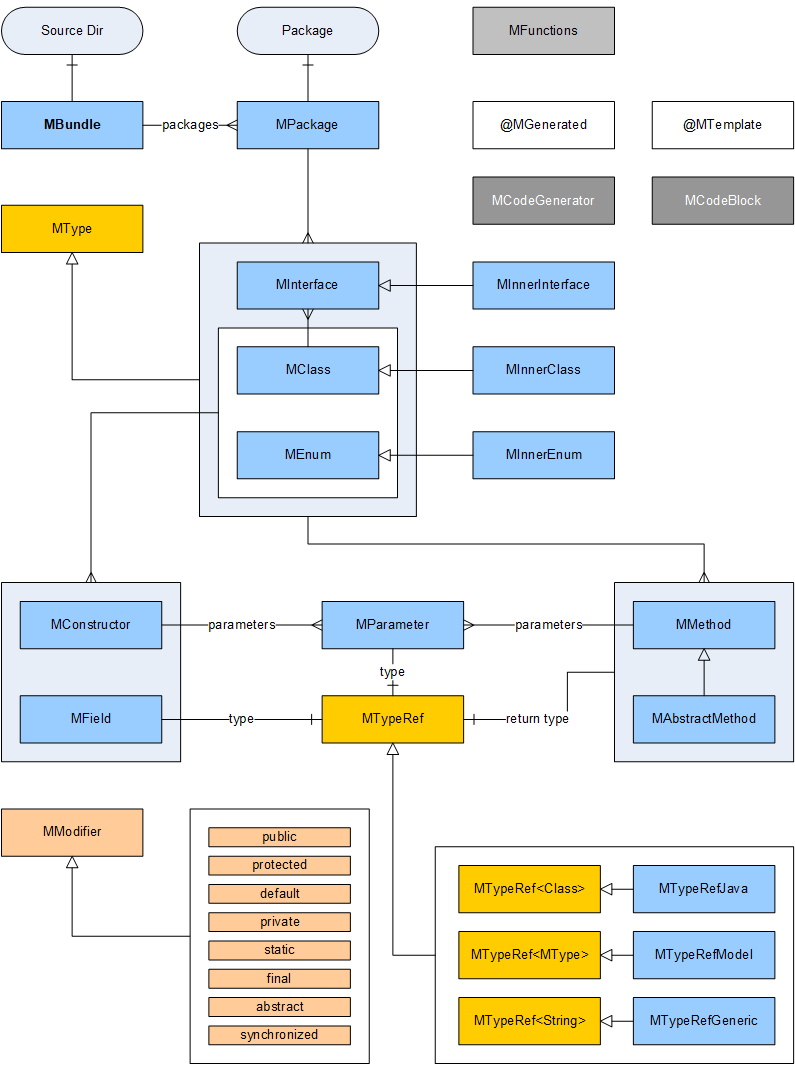 Source Dir
Package
MFunctions
MBundle
packages
MPackage
@MGenerated
@MTemplate
MType
MCodeGenerator
MCodeBlock
MInterface
MInnerInterface
MClass
MInnerClass
MEnum
MInnerEnum
MConstructor
parameters
MParameter
parameters
MMethod
type
MField
type
MTypeRef
return type
MAbstractMethod
MModifier
public
protected
default
private
static
final
abstract
synchronized
MTypeRef<Class>
MTypeRefJava
MTypeRef<MType>
MTypeRefModel
MTypeRef<String>
MTypeRefGeneric